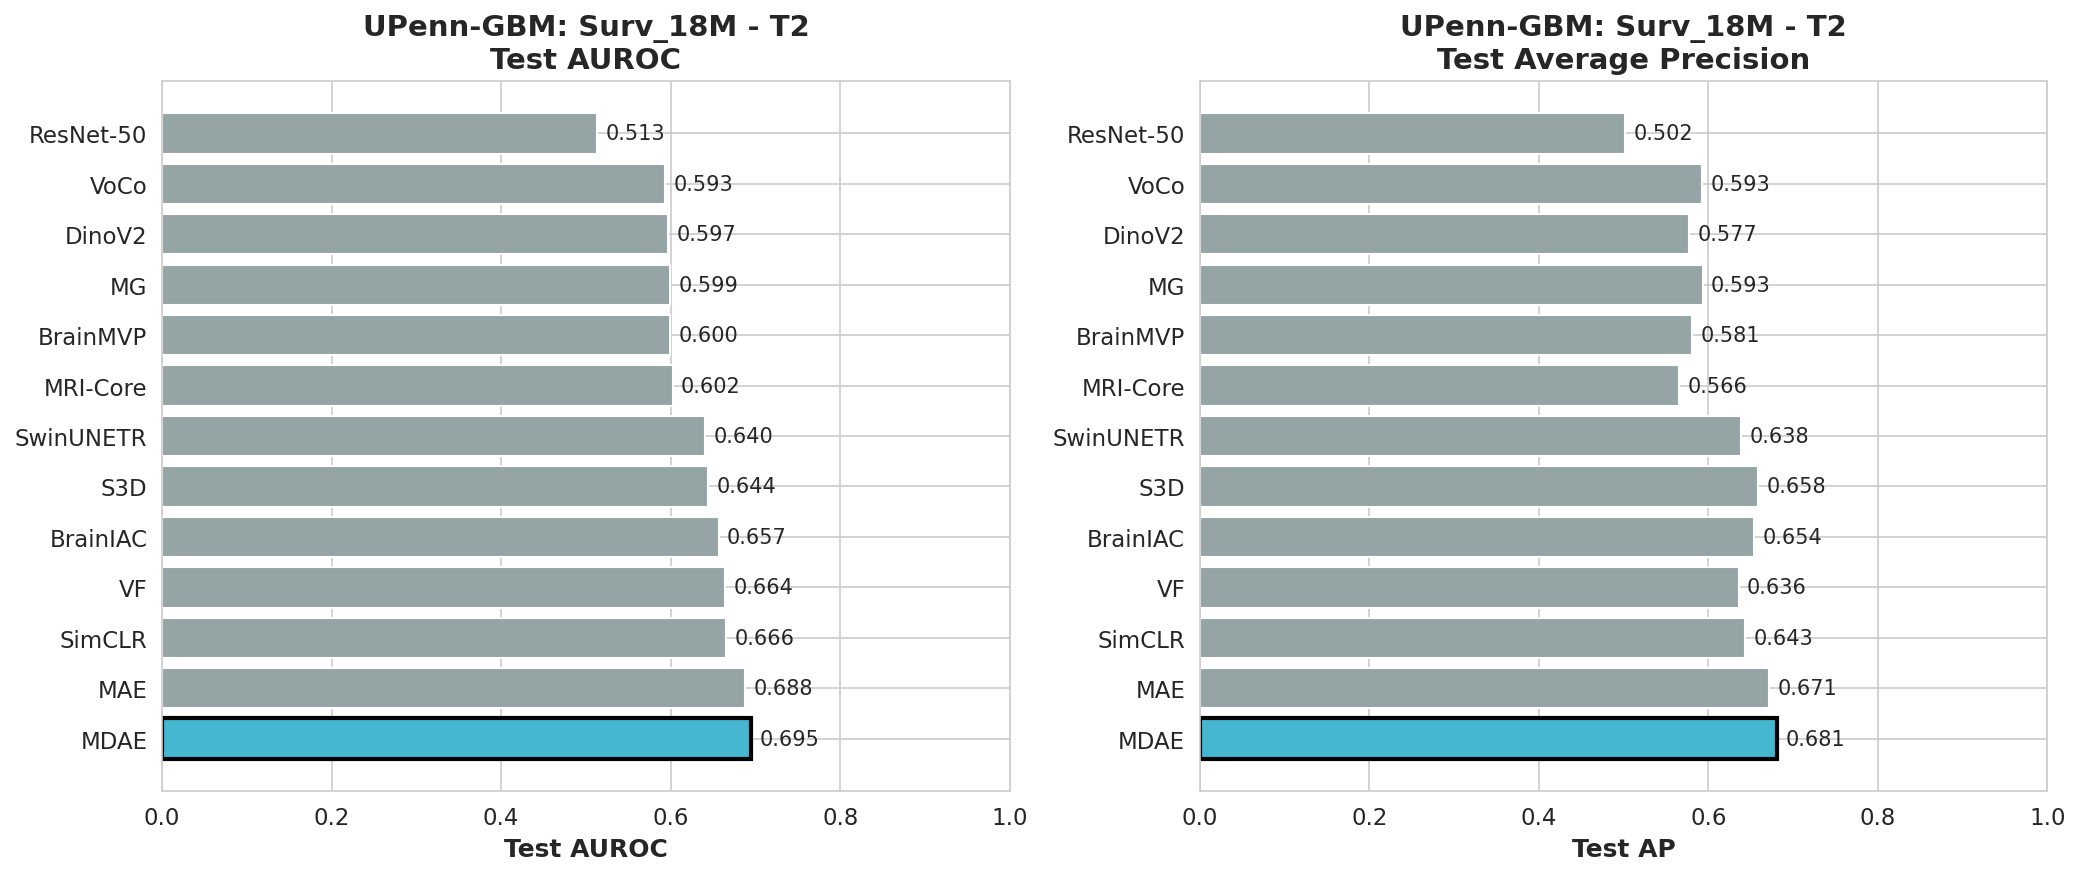 UPenn-GBM: Surv_18M - T2
Test AUROC
ResNet-50 0.513
VoCo 0.593
DinoV2 0.597
MG 0.599
BrainMVP 0.600
MRI-Core 0.602
SwinUNETR 0.640
S3D 0.644
BrainIAC 0.657
VF 0.664
SimCLR 0.666
MAE 0.688
MDAE 0.695
0.0 0.2 0.4 0.6 0.8 1.0
Test AUROC
UPenn-GBM: Surv_18M - T2
Test Average Precision
ResNet-50 0.502
VoCo 0.593
DinoV2 0.577
MG 0.593
BrainMVP 0.581
MRI-Core 0.566
SwinUNETR 0.638
S3D 0.658
BrainIAC 0.654
VF 0.636
SimCLR 0.643
MAE 0.671
MDAE 0.681
0.0 0.2 0.4 0.6 0.8 1.0
Test AP